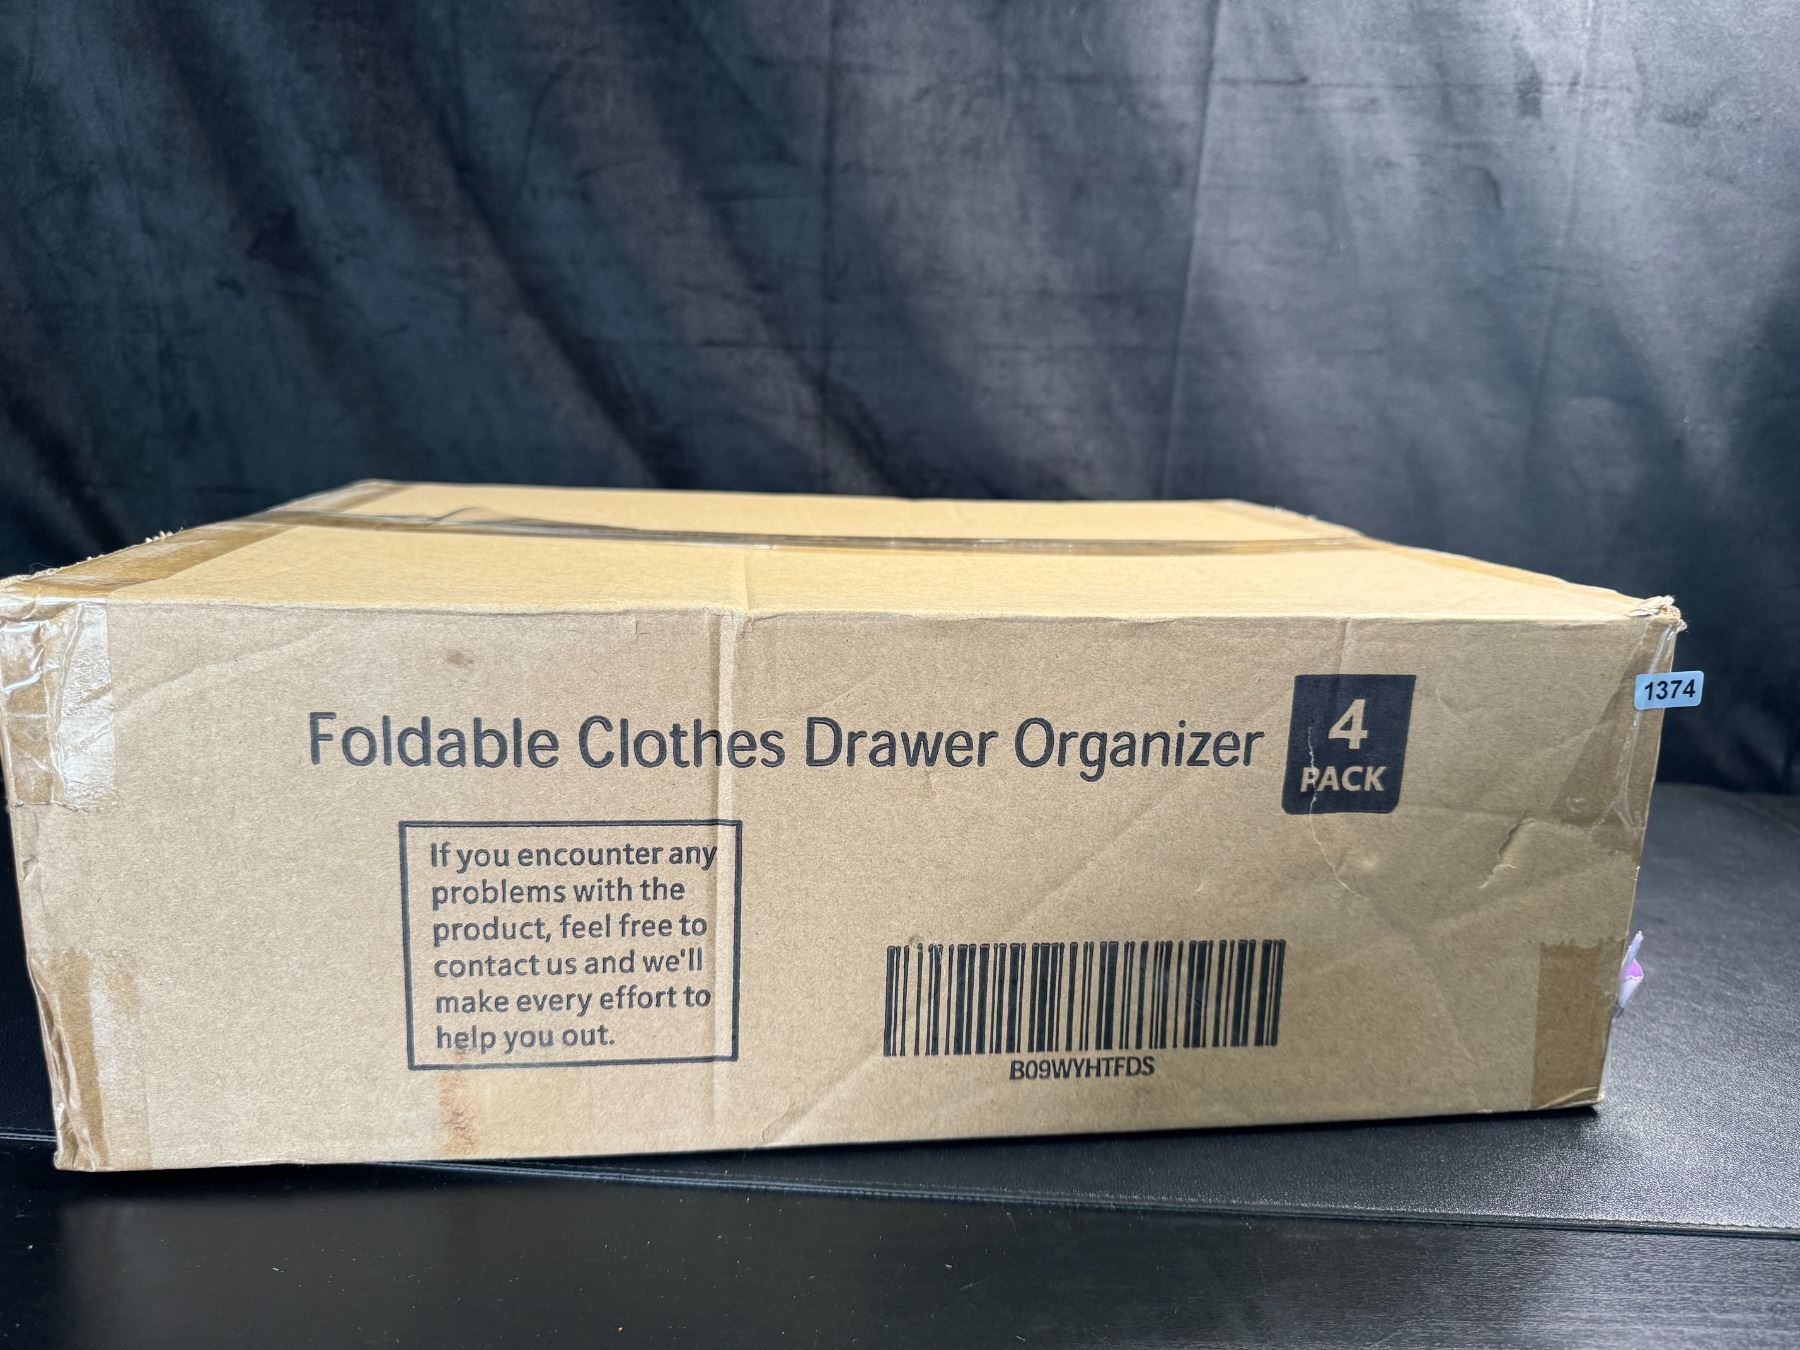 Foldable Clothes Drawer Organizer
4
PACK
1374
If you encounter any
problems with the
product, feel free to
contact us and we'll
make every effort to
help you out.
B09WYHTFDS